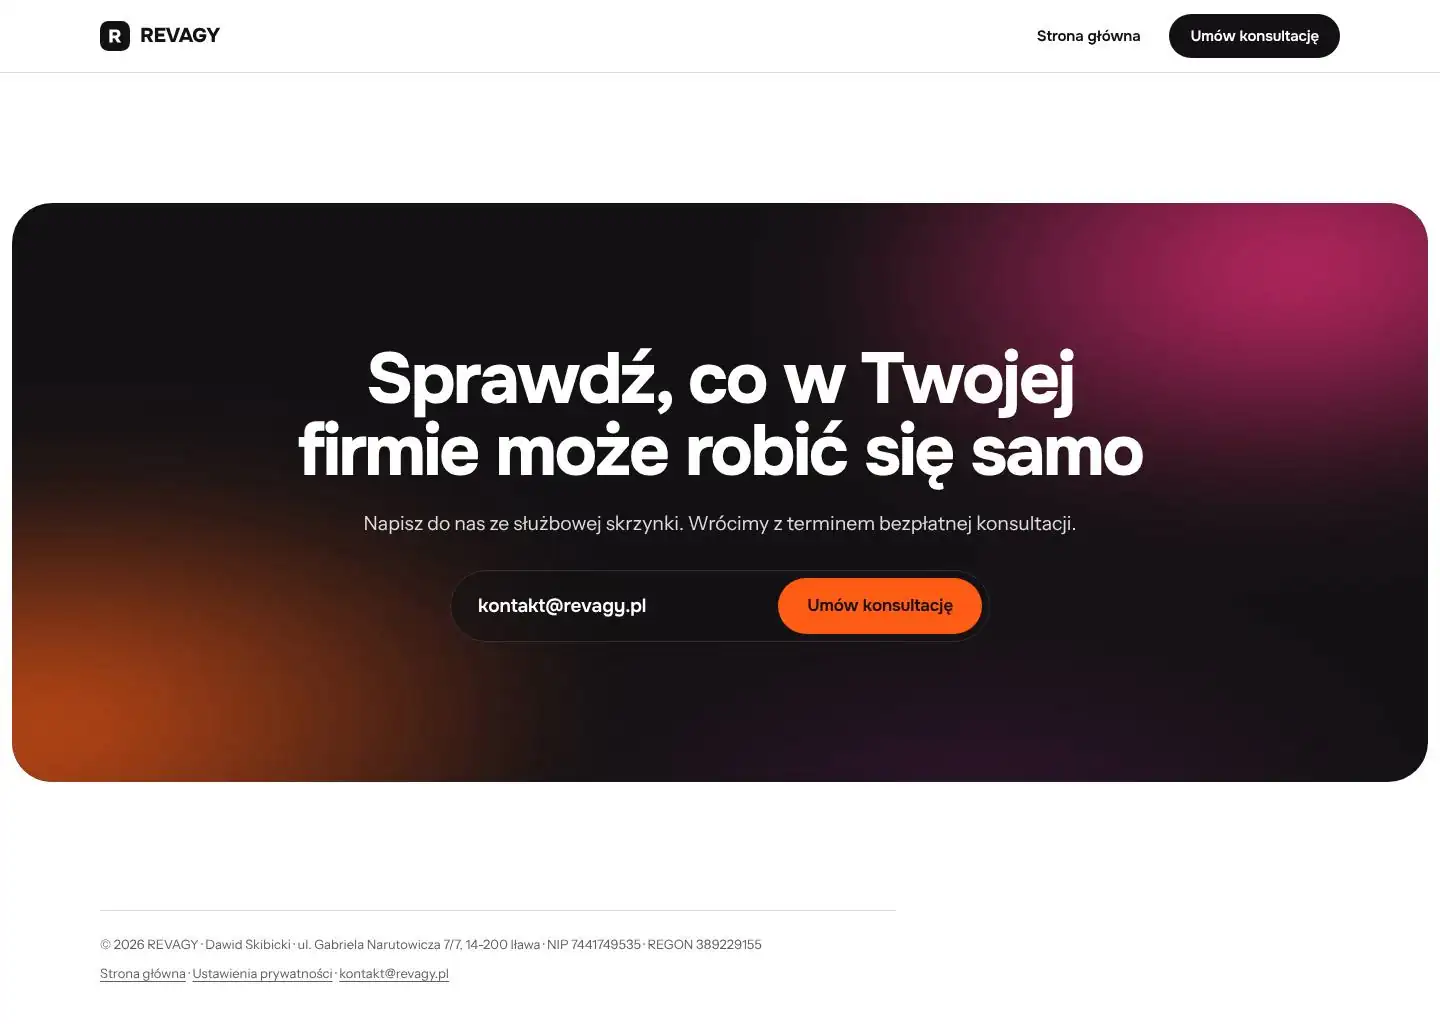 R REVAGY
Strona główna
Umów konsultację
Sprawdź, co w Twojej
firmie może robić się samo
Napisz do nas ze służbowej skrzynki. Wrócimy z terminem bezpłatnej konsultacji.
kontakt@revagy.pl
Umów konsultację
© 2026 REVAGY · Dawid Skibicki · ul. Gabriela Narutowicza 7/7, 14-200 Iława · NIP 7441749535 · REGON 389229155
Strona główna · Ustawienia prywatności · kontakt@revagy.pl